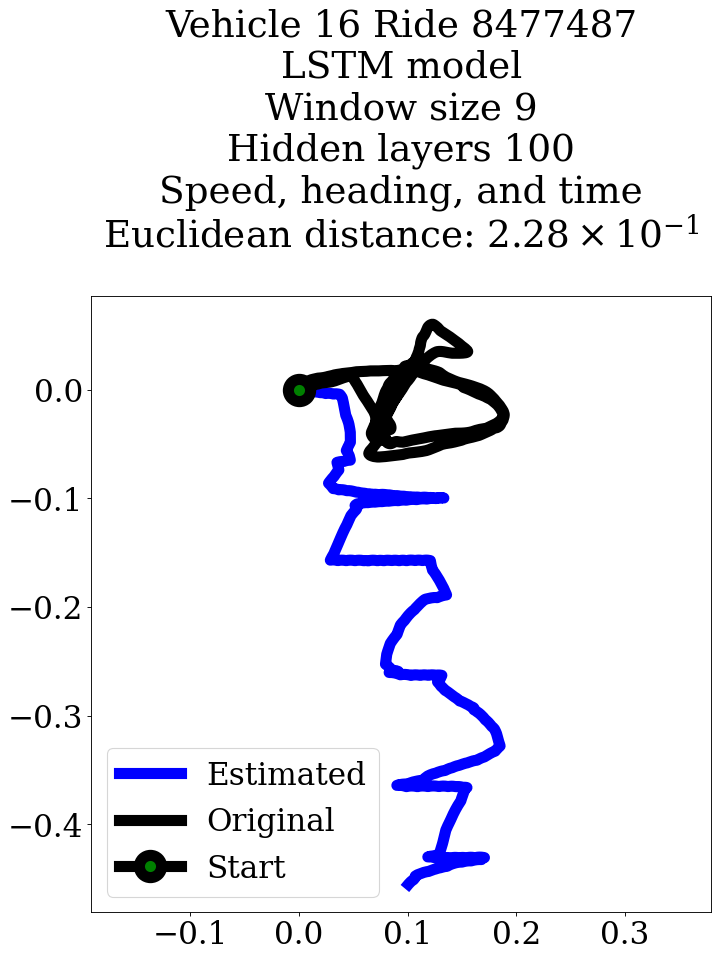 Vehicle 16 Ride 8477487
LSTM model
Window size 9
Hidden layers 100
Speed, heading, and time
Euclidean distance: 2.28 × 10⁻¹
0.0
−0.1
−0.2
−0.3
−0.4
Estimated
Original
Start
−0.1 0.0 0.1 0.2 0.3